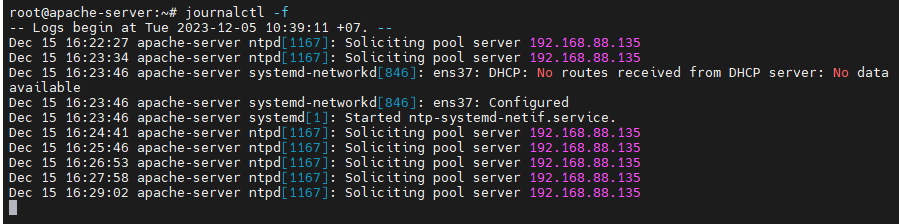 root@apache-server:~# journalctl -f
-- Logs begin at Tue 2023-12-05 10:39:11 +07. --
Dec 15 16:22:27 apache-server ntpd[1167]: Soliciting pool server 192.168.88.135
Dec 15 16:23:34 apache-server ntpd[1167]: Soliciting pool server 192.168.88.135
Dec 15 16:23:46 apache-server systemd-networkd[846]: ens37: DHCP: No routes received from DHCP server: No data
available
Dec 15 16:23:46 apache-server systemd-networkd[846]: ens37: Configured
Dec 15 16:23:46 apache-server systemd[1]: Started ntp-systemd-netif.service.
Dec 15 16:24:41 apache-server ntpd[1167]: Soliciting pool server 192.168.88.135
Dec 15 16:25:46 apache-server ntpd[1167]: Soliciting pool server 192.168.88.135
Dec 15 16:26:53 apache-server ntpd[1167]: Soliciting pool server 192.168.88.135
Dec 15 16:27:58 apache-server ntpd[1167]: Soliciting pool server 192.168.88.135
Dec 15 16:29:02 apache-server ntpd[1167]: Soliciting pool server 192.168.88.135